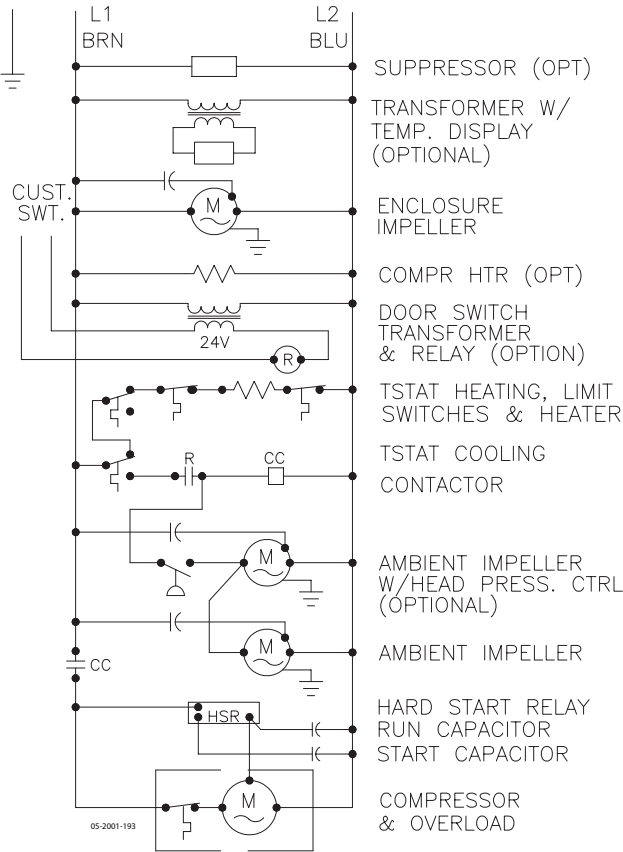 L1
BRN
L2
BLU
SUPPRESSOR (OPT)
TRANSFORMER W/
TEMP. DISPLAY
(OPTIONAL)
CUST.
SWT.
M
ENCLOSURE
IMPELLER
COMPR HTR (OPT)
24V
R
DOOR SWITCH
TRANSFORMER
& RELAY (OPTION)
TSTAT HEATING, LIMIT
SWITCHES & HEATER
TSTAT COOLING
R
CC
CONTACTOR
M
AMBIENT IMPELLER
W/HEAD PRESS. CTRL
(OPTIONAL)
M
AMBIENT IMPELLER
CC
HSR
HARD START RELAY
RUN CAPACITOR
START CAPACITOR
M
COMPRESSOR
& OVERLOAD
05-2001-193